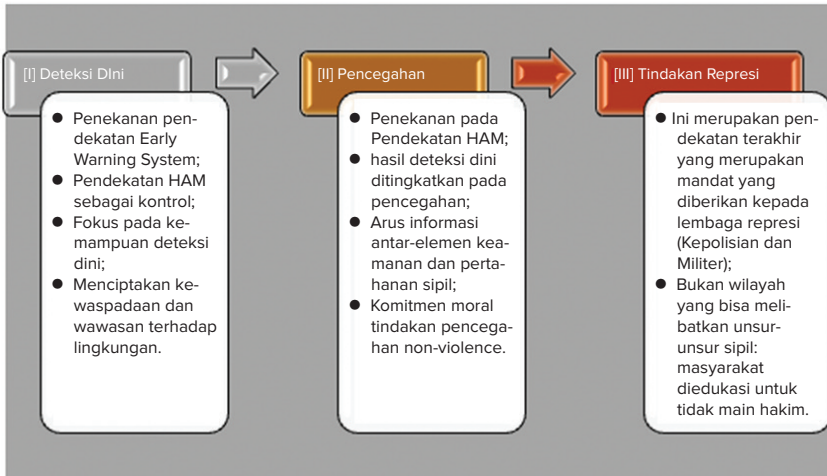 [I] Deteksi DIni
● Penekanan pen-
dekatan Early
Warning System;
● Pendekatan HAM
sebagai kontrol;
● Fokus pada ke-
mampuan deteksi
dini;
● Menciptakan ke-
waspadaan dan
wawasan terhadap
lingkungan.
[II] Pencegahan
● Penekanan pada
Pendekatan HAM;
● hasil deteksi dini
ditingkatkan pada
pencegahan;
● Arus informasi
antar-elemen kea-
manan dan perta-
hanan sipil;
● Komitmen moral
tindakan pencega-
han non-violence.
[III] Tindakan Represi
● Ini merupakan pen-
dekatan terakhir
yang merupakan
mandat yang
diberikan kepada
lembaga represi
(Kepolisian dan
Militer);
● Bukan wilayah
yang bisa meli-
batkan unsur-
unsur sipil:
masyarakat
diedukasi untuk
tidak main hakim.